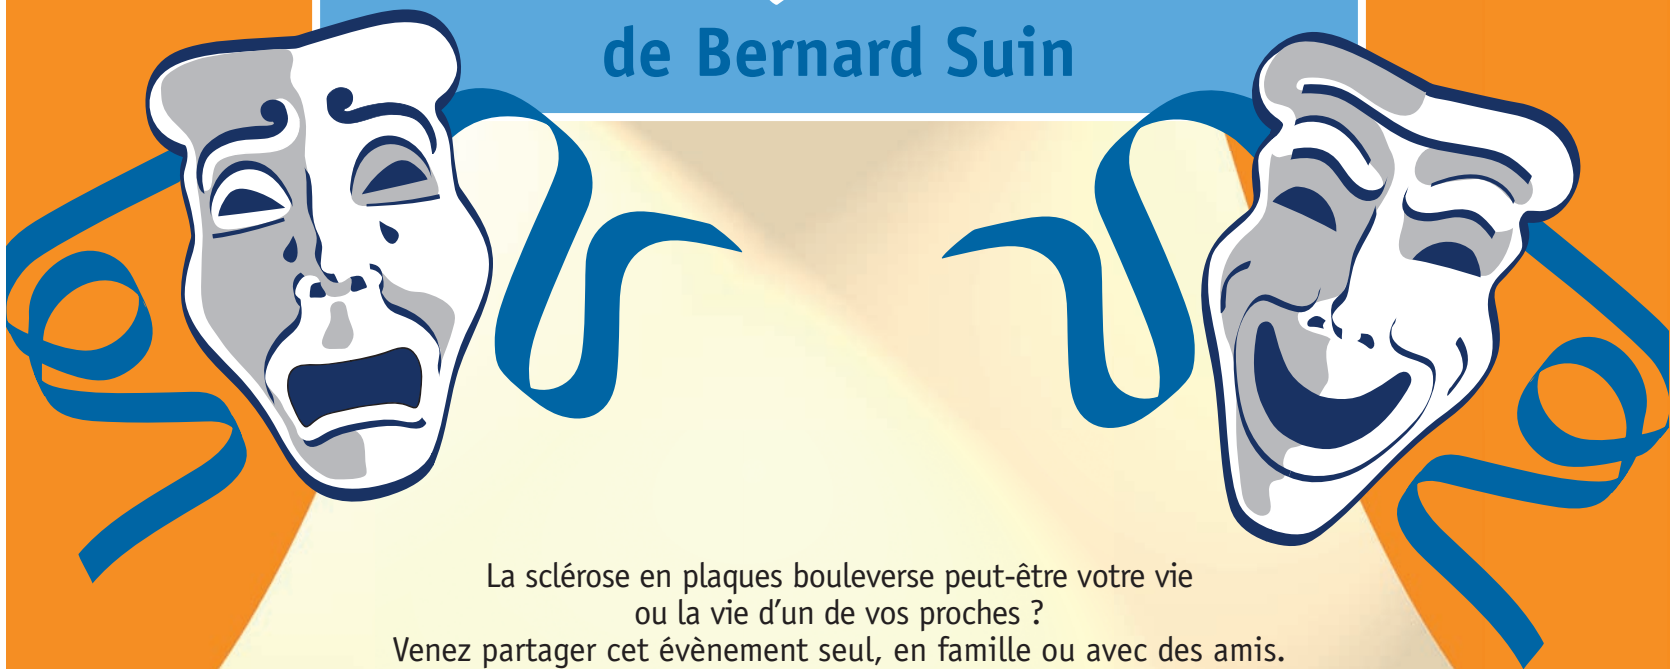 de Bernard Suin
La sclérose en plaques bouleverse peut-être votre vie
ou la vie d’un de vos proches ?
Venez partager cet évènement seul, en famille ou avec des amis.